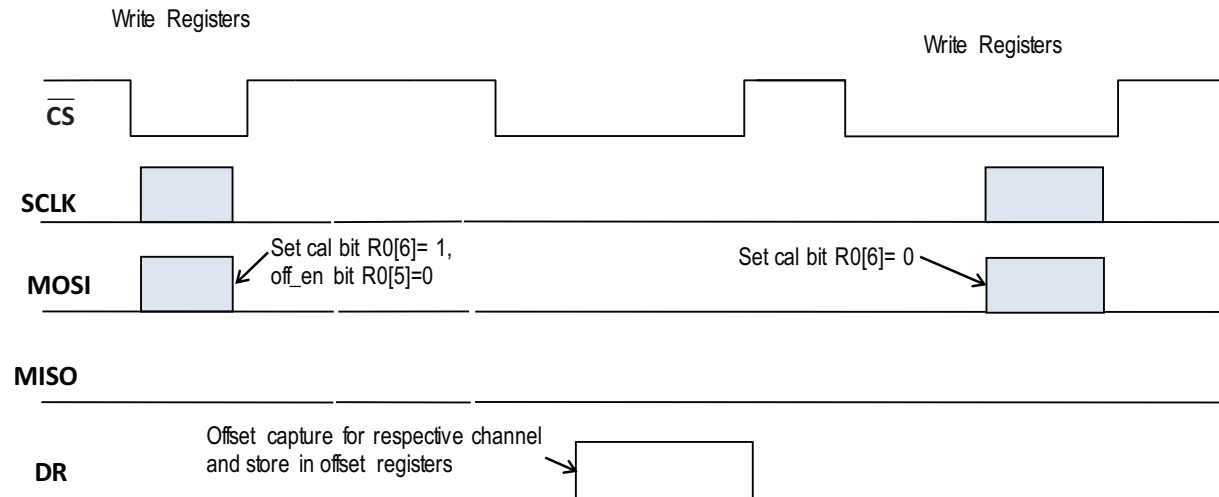 Write Registers
Write Registers
CS
SCLK
Set cal bit R0[6]= 1,
off_en bit R0[5]=0
Set cal bit R0[6]= 0
MOSI
MISO
Offset capture for respective channel
and store in offset registers
DR